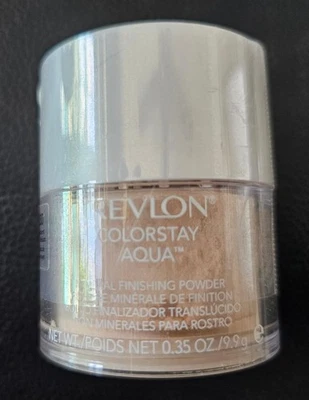 REVLON
COLORSTAY
AQUA™
FINISHING POWDER
MINÉRALE DE FINITION
TRANSLÚCIDO
MINERALES PARA ROSTRO
NET WT./POIDS NET 0.35 OZ/9.9g e